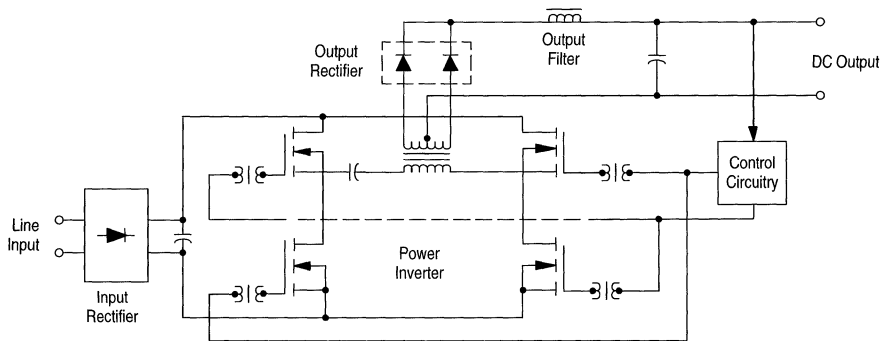 Output
Rectifier
Output
Filter
DC Output
Control
Circuitry
Line
Input
Power
Inverter
Input
Rectifier